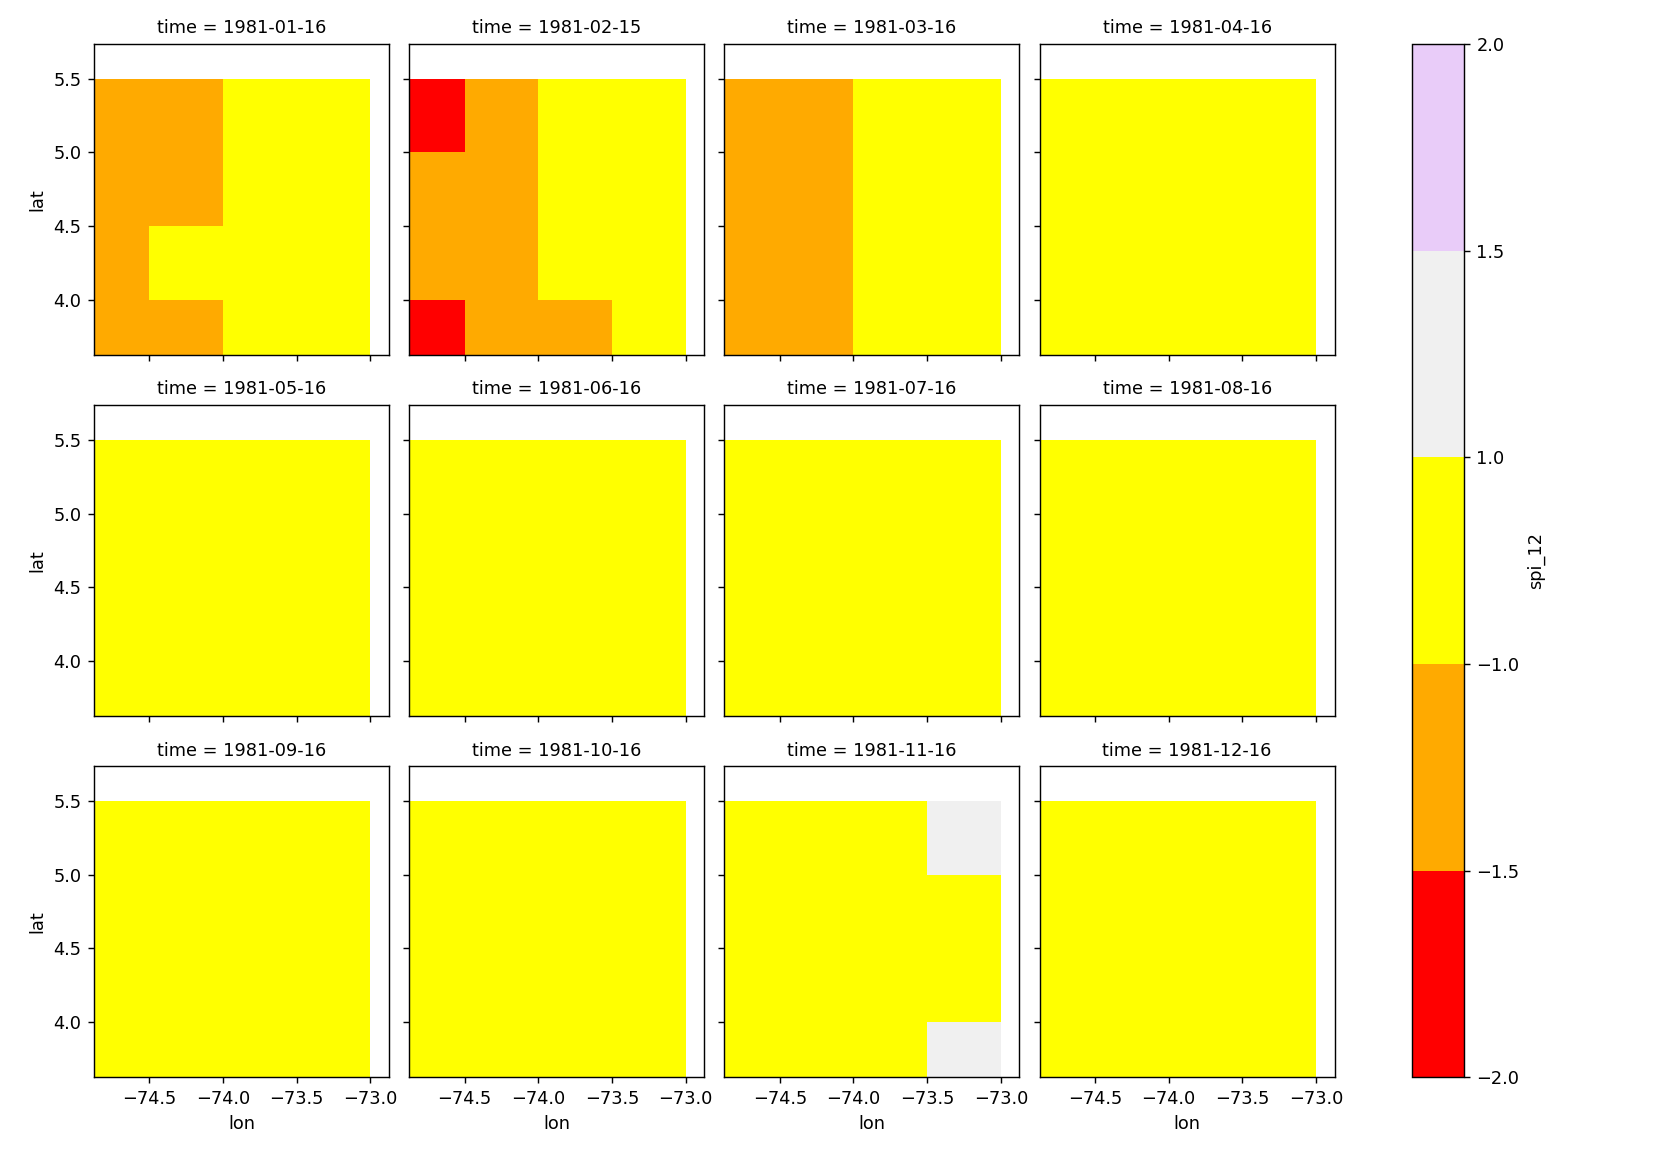 time = 1981-01-16
time = 1981-02-15
time = 1981-03-16
time = 1981-04-16
5.5
5.0
4.5
4.0
lat
time = 1981-05-16
time = 1981-06-16
time = 1981-07-16
time = 1981-08-16
5.5
5.0
4.5
4.0
lat
time = 1981-09-16
time = 1981-10-16
time = 1981-11-16
time = 1981-12-16
5.5
5.0
4.5
4.0
lat
−74.5 −74.0 −73.5 −73.0
lon
−74.5 −74.0 −73.5 −73.0
lon
−74.5 −74.0 −73.5 −73.0
lon
−74.5 −74.0 −73.5 −73.0
lon
2.0
1.5
1.0
−1.0
−1.5
−2.0
spi_12